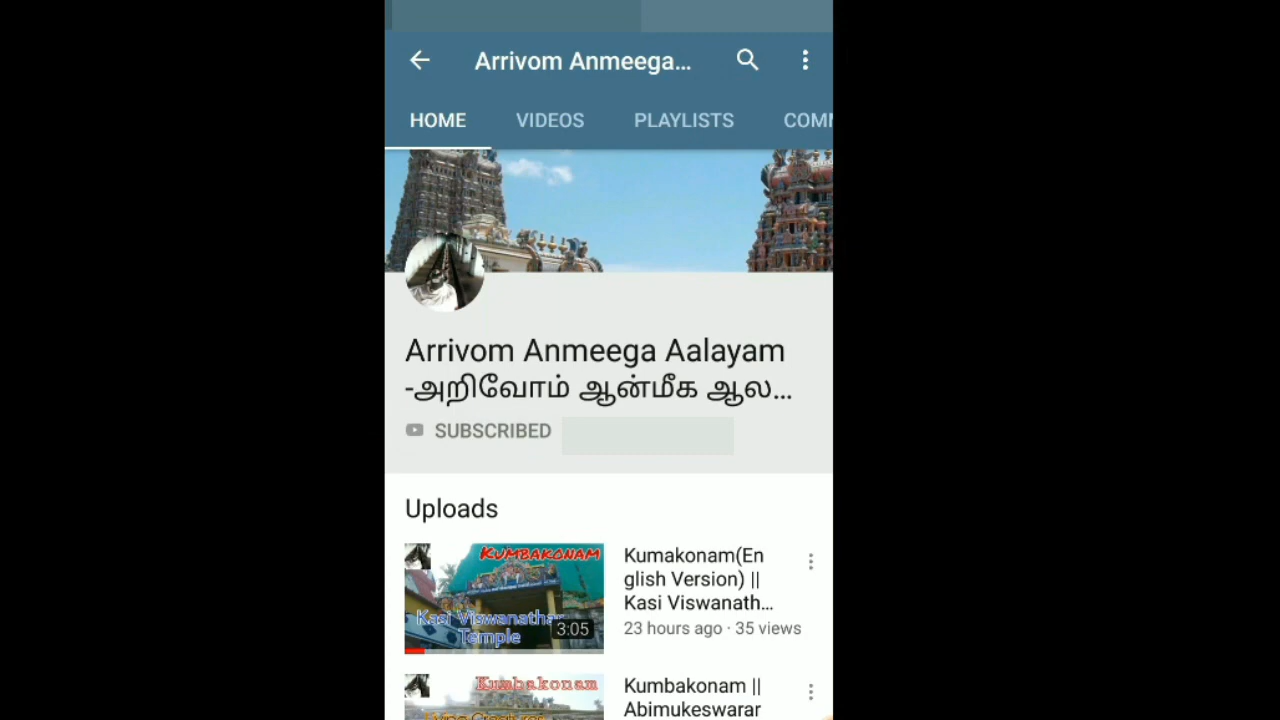 Arrivom Anmeega...
HOME VIDEOS PLAYLISTS COMM
Arrivom Anmeega Aalayam
-அறிவோம் ஆன்மீக ஆல...
SUBSCRIBED
Uploads
KUMBAKONAM
Kasi Viswanathar
Temple
3:05
Kumakonam(En
glish Version) ||
Kasi Viswanath...
23 hours ago · 35 views
Kumbakonam
Kumbakonam ||
Abimukeswarar